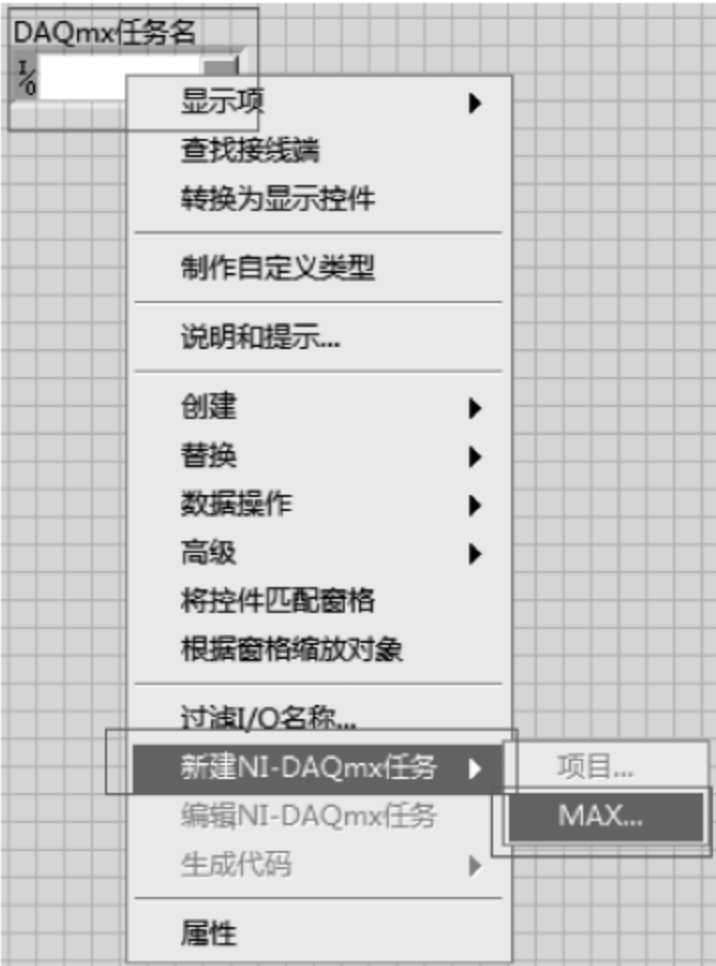 DAQmx任务名
I/O
显示项
查找接线端
转换为显示控件
制作自定义类型
说明和提示...
创建
替换
数据操作
高级
将控件匹配窗格
根据窗格缩放对象
过滤I/O名称...
新建NI-DAQmx任务
项目...
编辑NI-DAQmx任务
MAX...
生成代码
属性